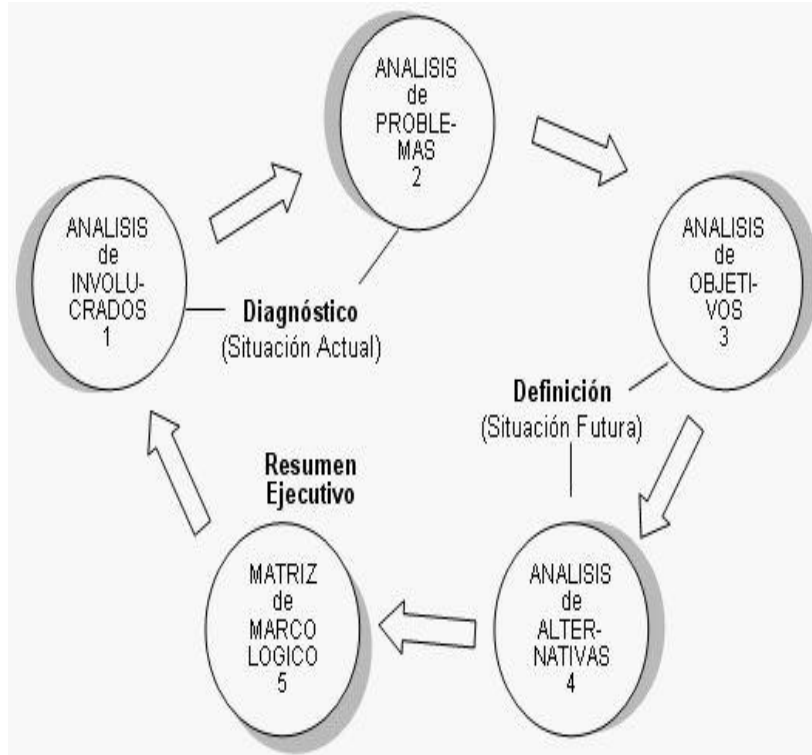 ANALISIS
de
PROBLE-
MAS
2
ANALISIS
de
INVOLU-
CRADOS
1
ANALISIS
de
OBJETI-
VOS
3
Diagnóstico
(Situación Actual)
Definición
(Situación Futura)
Resumen
Ejecutivo
MATRIZ
de
MARCO
LOGICO
5
ANALISIS
de
ALTER-
NATIVAS
4